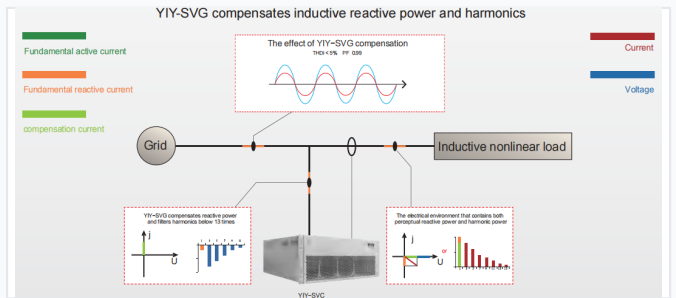 YIY-SVG compensates inductive reactive power and harmonics
Fundamental active current
Fundamental reactive current
compensation current
The effect of YIY-SVG compensation
THDi < 5% PF 0.99
Current
Voltage
Grid
Inductive nonlinear load
YIY-SVG compensates reactive power
and filters harmonics below 13 times
j
U
The electrical environment that contains both
perceptual reactive power and harmonic power
j
U
or
YIY-SVC